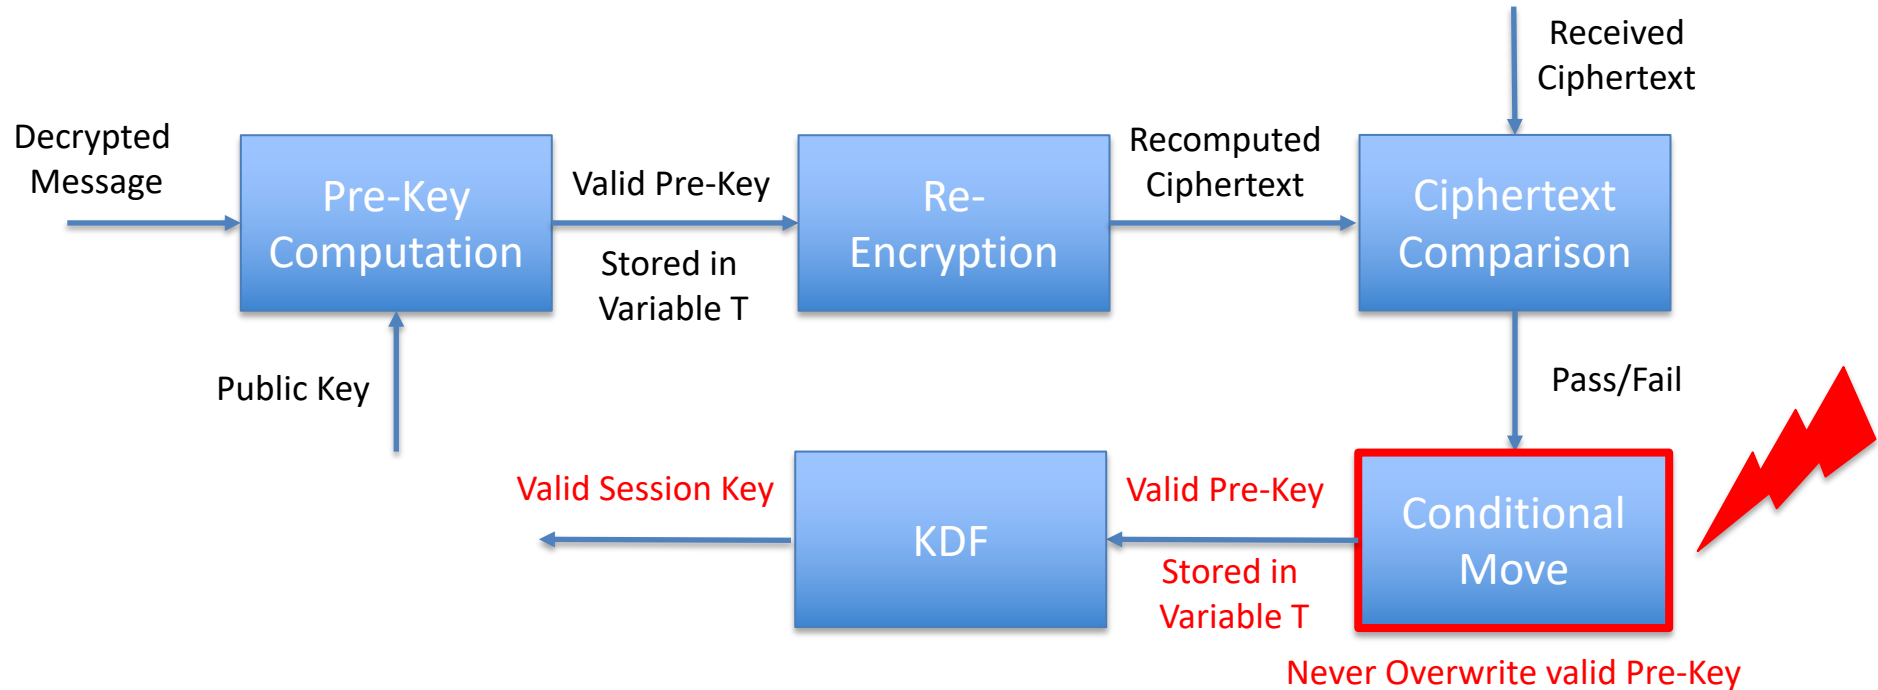 Received
Ciphertext
Decrypted
Message
Pre-Key
Computation
Valid Pre-Key
Stored in
Variable T
Re-
Encryption
Recomputed
Ciphertext
Ciphertext
Comparison
Public Key
Pass/Fail
Valid Session Key
KDF
Valid Pre-Key
Stored in
Variable T
Conditional
Move
Never Overwrite valid Pre-Key